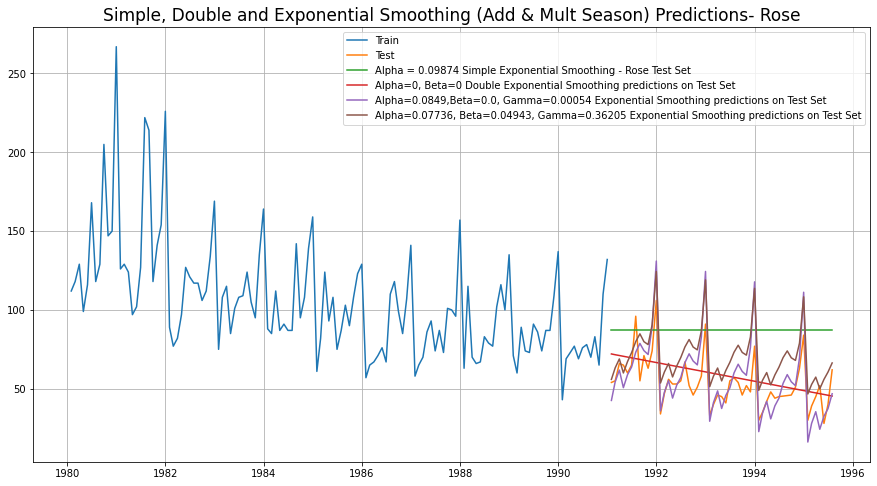 Simple, Double and Exponential Smoothing (Add & Mult Season) Predictions- Rose
Train
Test
Alpha = 0.09874 Simple Exponential Smoothing - Rose Test Set
Alpha=0, Beta=0 Double Exponential Smoothing predictions on Test Set
Alpha=0.0849,Beta=0.0, Gamma=0.00054 Exponential Smoothing predictions on Test Set
Alpha=0.07736, Beta=0.04943, Gamma=0.36205 Exponential Smoothing predictions on Test Set
250
200
150
100
50
1980 1982 1984 1986 1988 1990 1992 1994 1996